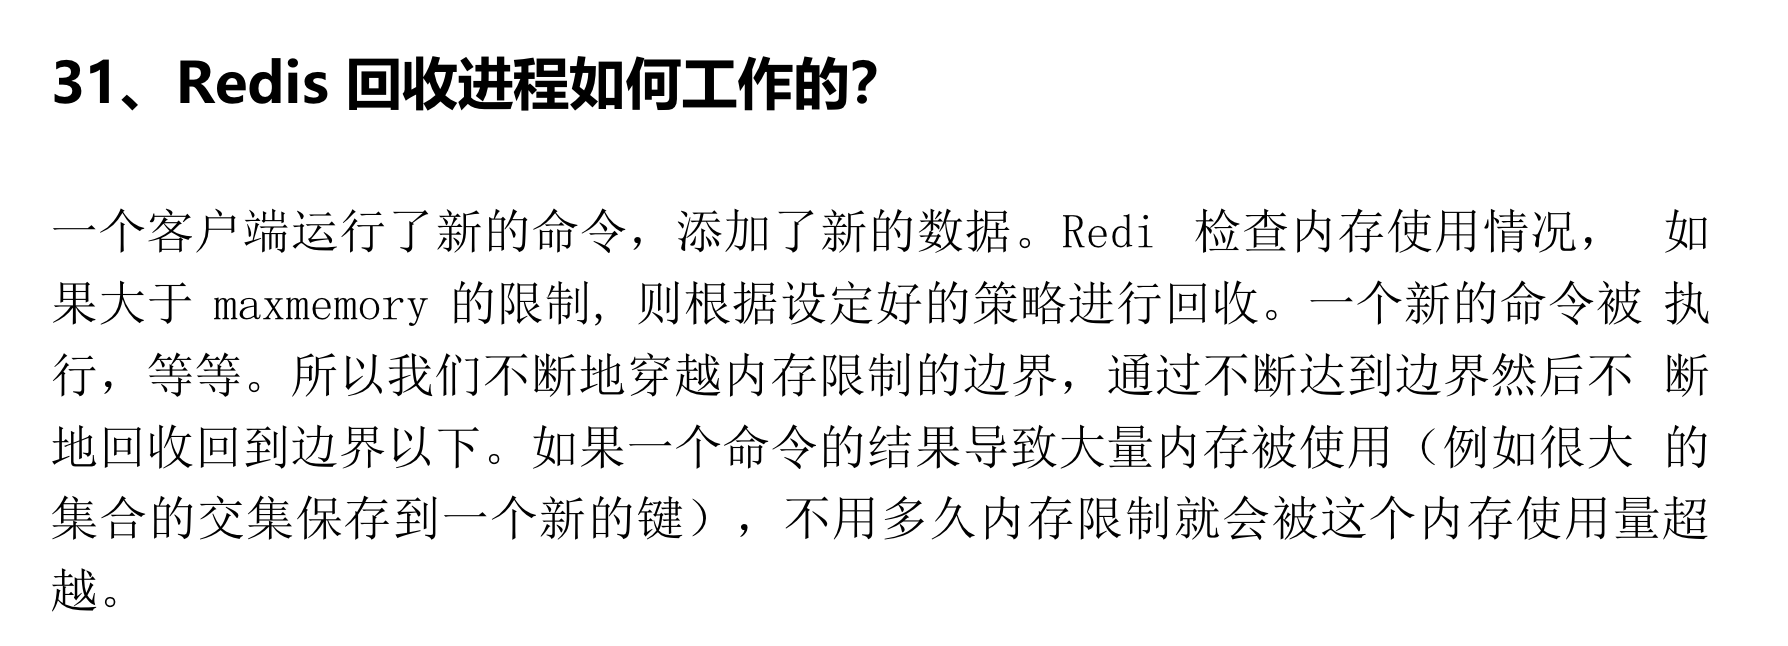 31、Redis 回收进程如何工作的？
一个客户端运行了新的命令，添加了新的数据。Redi 检查内存使用情况， 如
果大于 maxmemory 的限制, 则根据设定好的策略进行回收。一个新的命令被 执
行，等等。所以我们不断地穿越内存限制的边界，通过不断达到边界然后不 断
地回收回到边界以下。如果一个命令的结果导致大量内存被使用（例如很大 的
集合的交集保存到一个新的键），不用多久内存限制就会被这个内存使用量超
越。